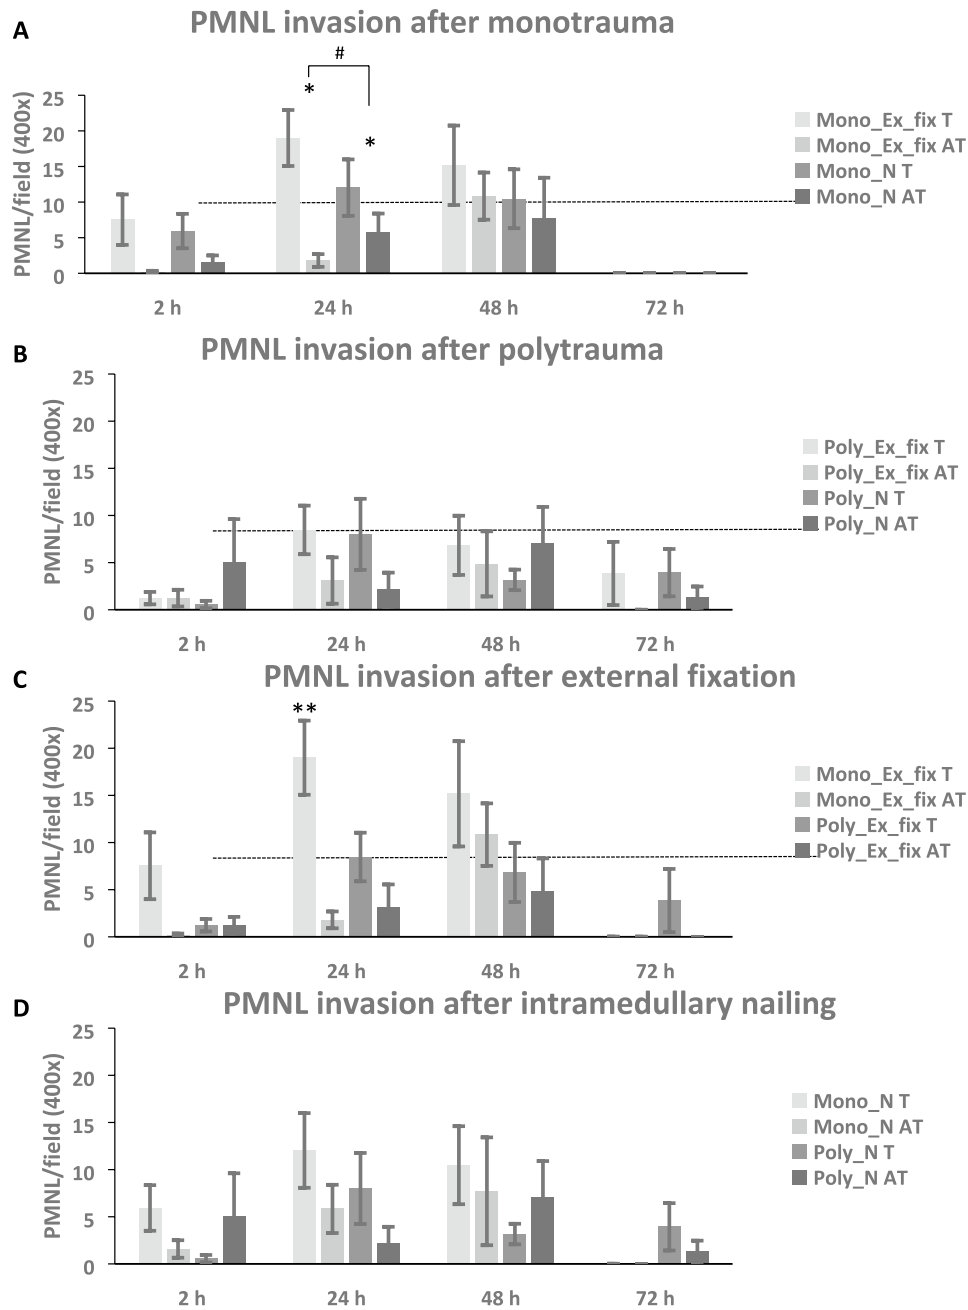 A
PMNL invasion after monotrauma
#
*
*
PMNL/field (400x)
25
20
15
10
5
0
2 h
24 h
48 h
72 h
Mono_Ex_fix T
Mono_Ex_fix AT
Mono_N T
Mono_N AT
B
PMNL invasion after polytrauma
PMNL/field (400x)
25
20
15
10
5
0
2 h
24 h
48 h
72 h
Poly_Ex_fix T
Poly_Ex_fix AT
Poly_N T
Poly_N AT
C
PMNL invasion after external fixation
**
PMNL/field (400x)
25
20
15
10
5
0
2 h
24 h
48 h
72 h
Mono_Ex_fix T
Mono_Ex_fix AT
Poly_Ex_fix T
Poly_Ex_fix AT
D
PMNL invasion after intramedullary nailing
PMNL/field (400x)
25
20
15
10
5
0
2 h
24 h
48 h
72 h
Mono_N T
Mono_N AT
Poly_N T
Poly_N AT